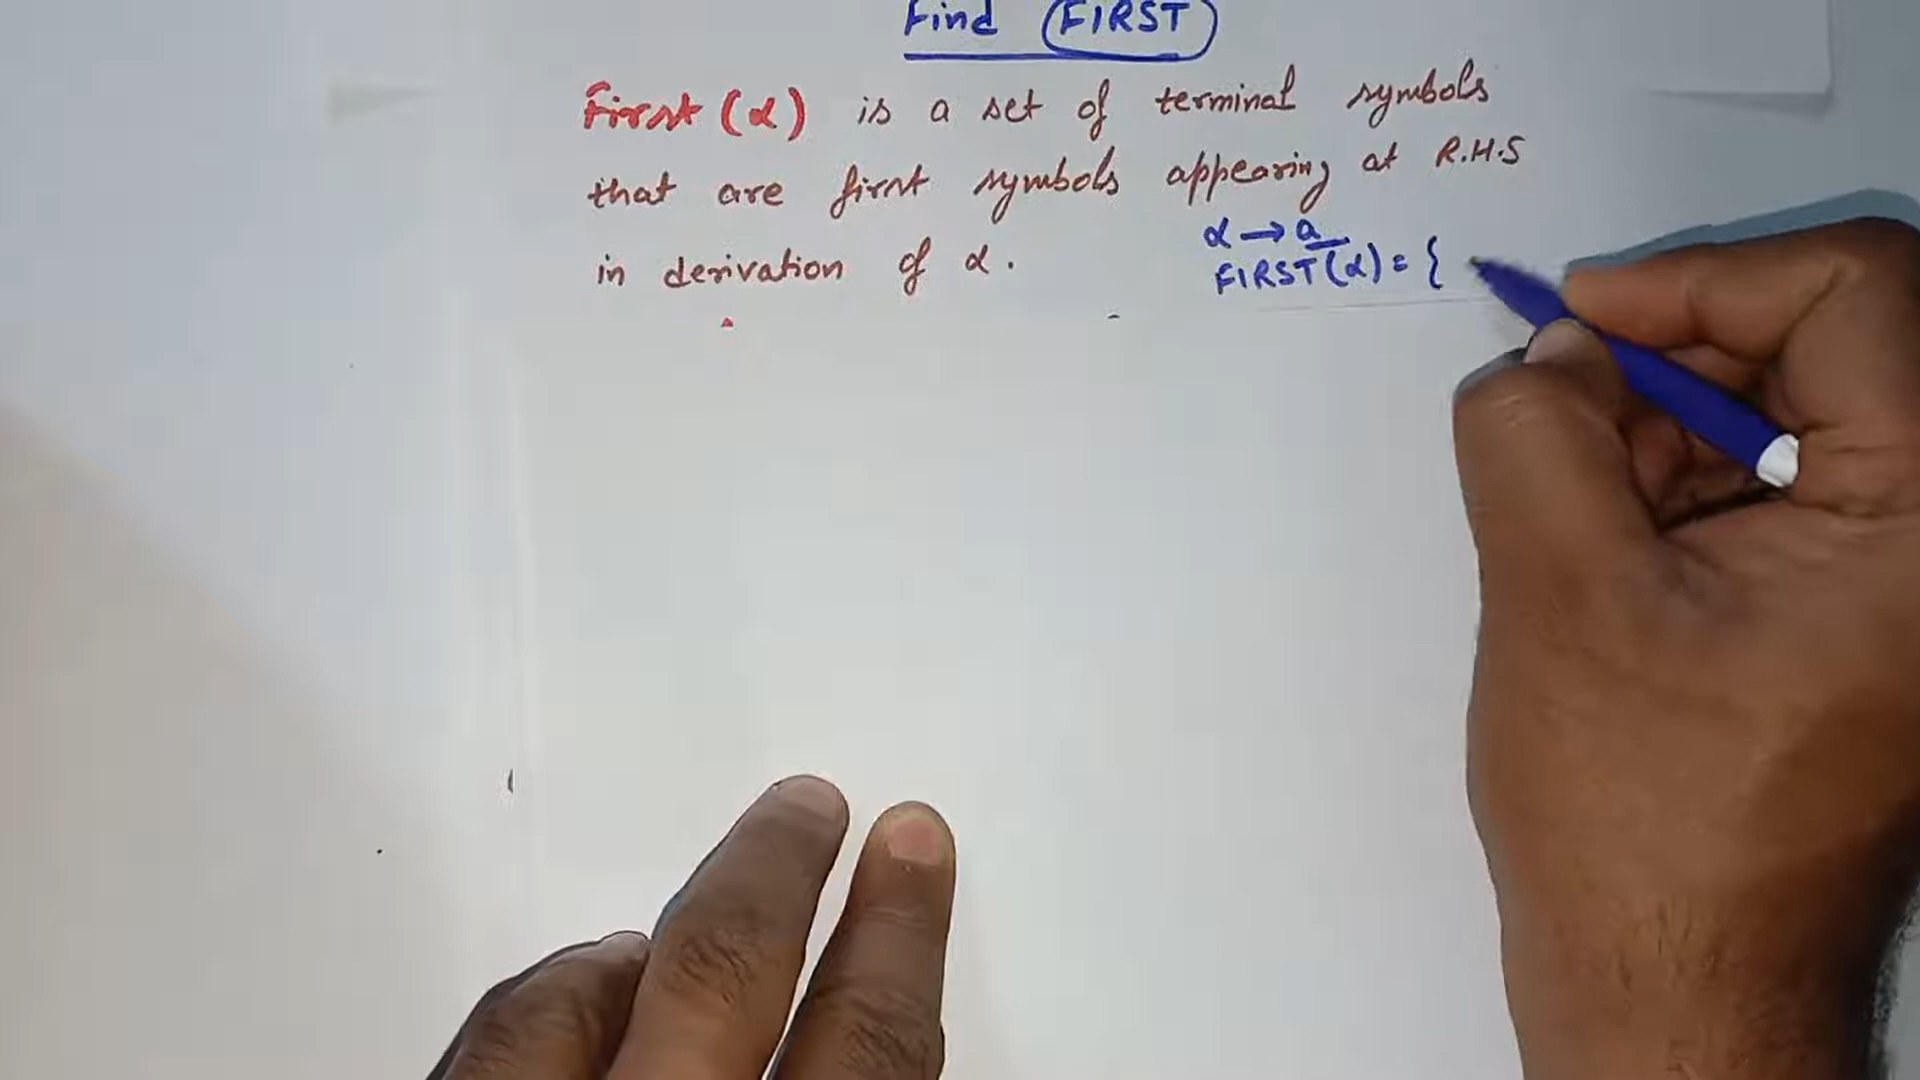 Find FIRST
First (α) is a set of terminal symbols
that are first symbols appearing at R.H.S
in derivation of α.
α → a
FIRST (α) = {